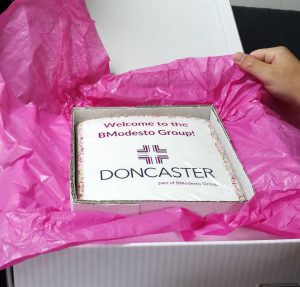 Welcome to the
BModesto Group!
DONCASTER
part of BModesto Group